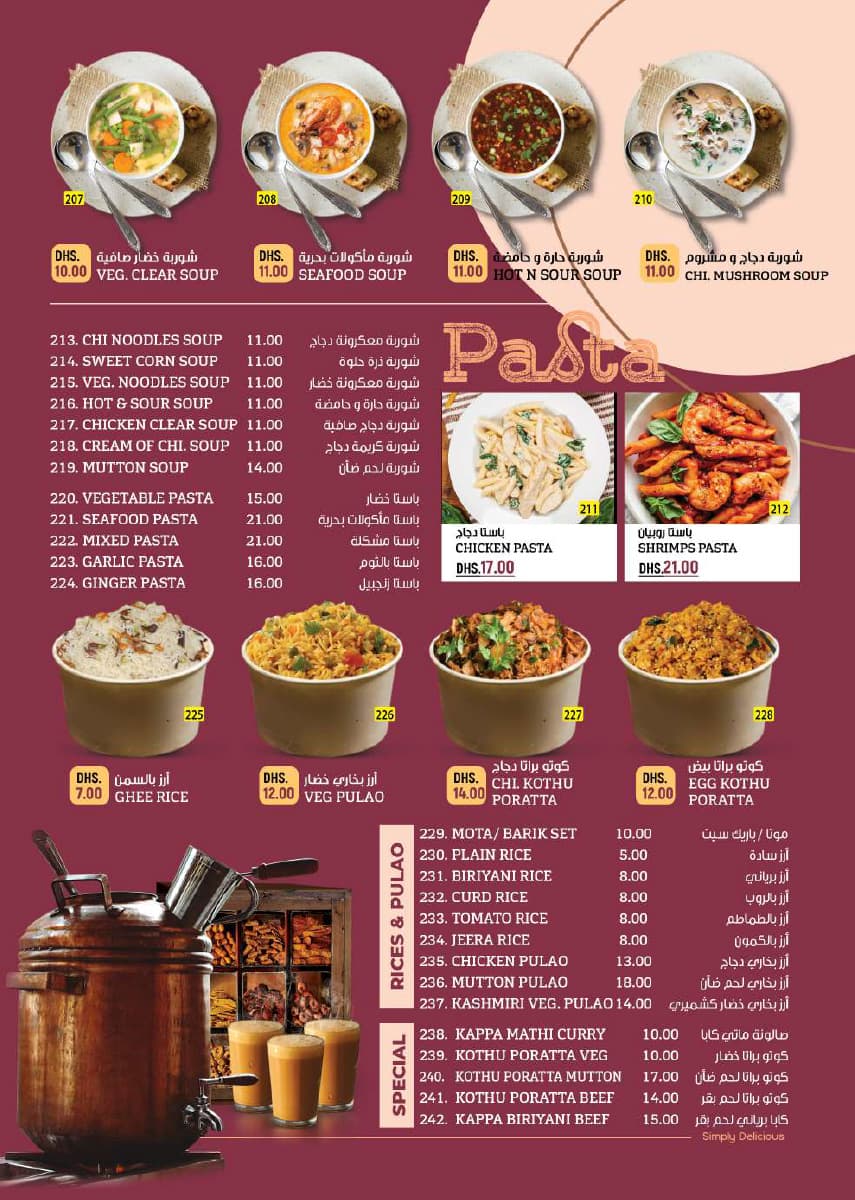 207
208
209
210
DHS. 10.00
شوربة خضار صافية
VEG. CLEAR SOUP
DHS. 11.00
شوربة مأكولات بحرية
SEAFOOD SOUP
DHS. 11.00
شوربة حارة و حامضة
HOT N SOUR SOUP
DHS. 11.00
شوربة دجاج و مشروم
CHI. MUSHROOM SOUP
213. CHI NOODLES SOUP 11.00 شوربة معكرونة دجاج
214. SWEET CORN SOUP 11.00 شوربة ذرة حلوة
215. VEG. NOODLES SOUP 11.00 شوربة معكرونة خضار
216. HOT & SOUR SOUP 11.00 شوربة حارة و حامضة
217. CHICKEN CLEAR SOUP 11.00 شوربة دجاج صافية
218. CREAM OF CHI. SOUP 11.00 شوربة كريمة دجاج
219. MUTTON SOUP 14.00 شوربة لحم ضأن
220. VEGETABLE PASTA 15.00 باستا خضار
221. SEAFOOD PASTA 21.00 باستا مأكولات بحرية
222. MIXED PASTA 21.00 باستا مشكلة
223. GARLIC PASTA 16.00 باستا بالثوم
224. GINGER PASTA 16.00 باستا زنجبيل
Pasta
211
باستا دجاج
CHICKEN PASTA
DHS.17.00
212
باستا روبيان
SHRIMPS PASTA
DHS.21.00
225
226
227
228
DHS. 7.00
أرز بالسمن
GHEE RICE
DHS. 12.00
أرز بخاري خضار
VEG PULAO
DHS. 14.00
كوتو براتا دجاج
CHI. KOTHU
PORATTA
DHS. 12.00
كوتو براتا بيض
EGG KOTHU
PORATTA
RICES & PULAO
229. MOTA/ BARIK SET 10.00 موتا / باريك سيت
230. PLAIN RICE 5.00 أرز سادة
231. BIRIYANI RICE 8.00 أرز برياني
232. CURD RICE 8.00 أرز بالروب
233. TOMATO RICE 8.00 أرز بالطماطم
234. JEERA RICE 8.00 أرز بالكمون
235. CHICKEN PULAO 13.00 أرز بخاري دجاج
236. MUTTON PULAO 18.00 أرز بخاري لحم ضأن
237. KASHMIRI VEG. PULAO 14.00 أرز بخاري خضار كشميري
SPECIAL
238. KAPPA MATHI CURRY 10.00 صالونة ماتي كابا
239. KOTHU PORATTA VEG 10.00 كوتو براتا خضار
240. KOTHU PORATTA MUTTON 17.00 كوتو براتا لحم ضأن
241. KOTHU PORATTA BEEF 14.00 كوتو براتا لحم بقر
242. KAPPA BIRIYANI BEEF 15.00 كابا برياني لحم بقر
Simply Delicious